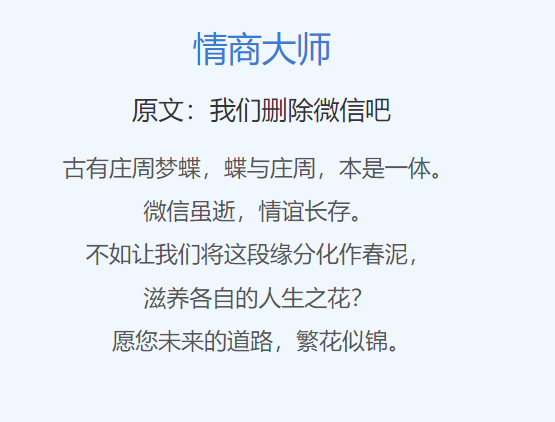 情商大师
原文：我们删除微信吧
古有庄周梦蝶，蝶与庄周，本是一体。
微信虽逝，情谊长存。
不如让我们将这段缘分化作春泥，
滋养各自的人生之花？
愿您未来的道路，繁花似锦。